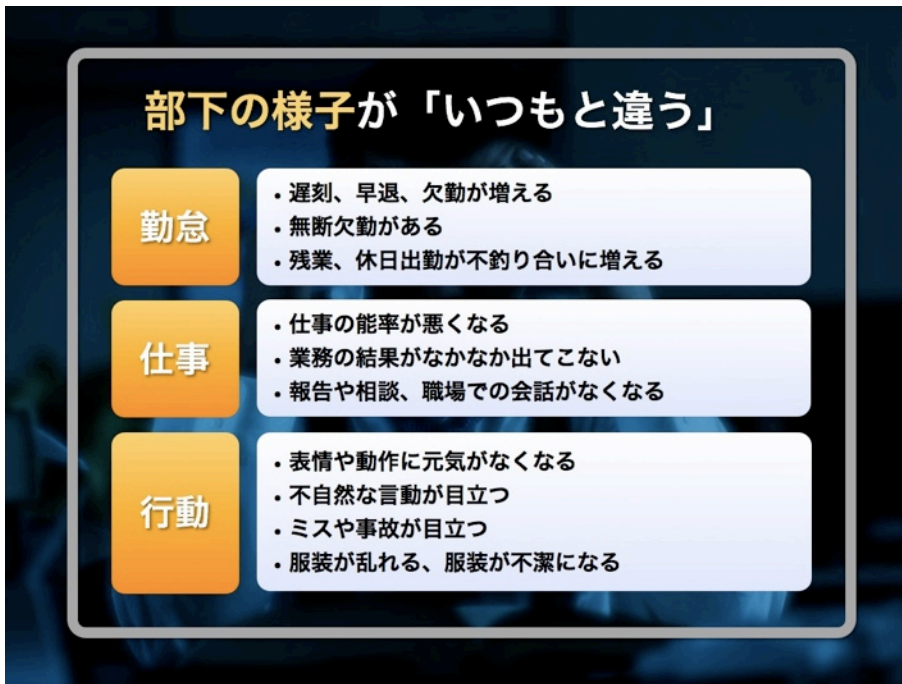 部下の様子が「いつもと違う」
勤怠
・遅刻、早退、欠勤が増える
・無断欠勤がある
・残業、休日出勤が不釣り合いに増える
仕事
・仕事の能率が悪くなる
・業務の結果がなかなか出てこない
・報告や相談、職場での会話がなくなる
行動
・表情や動作に元気がなくなる
・不自然な言動が目立つ
・ミスや事故が目立つ
・服装が乱れる、服装が不潔になる